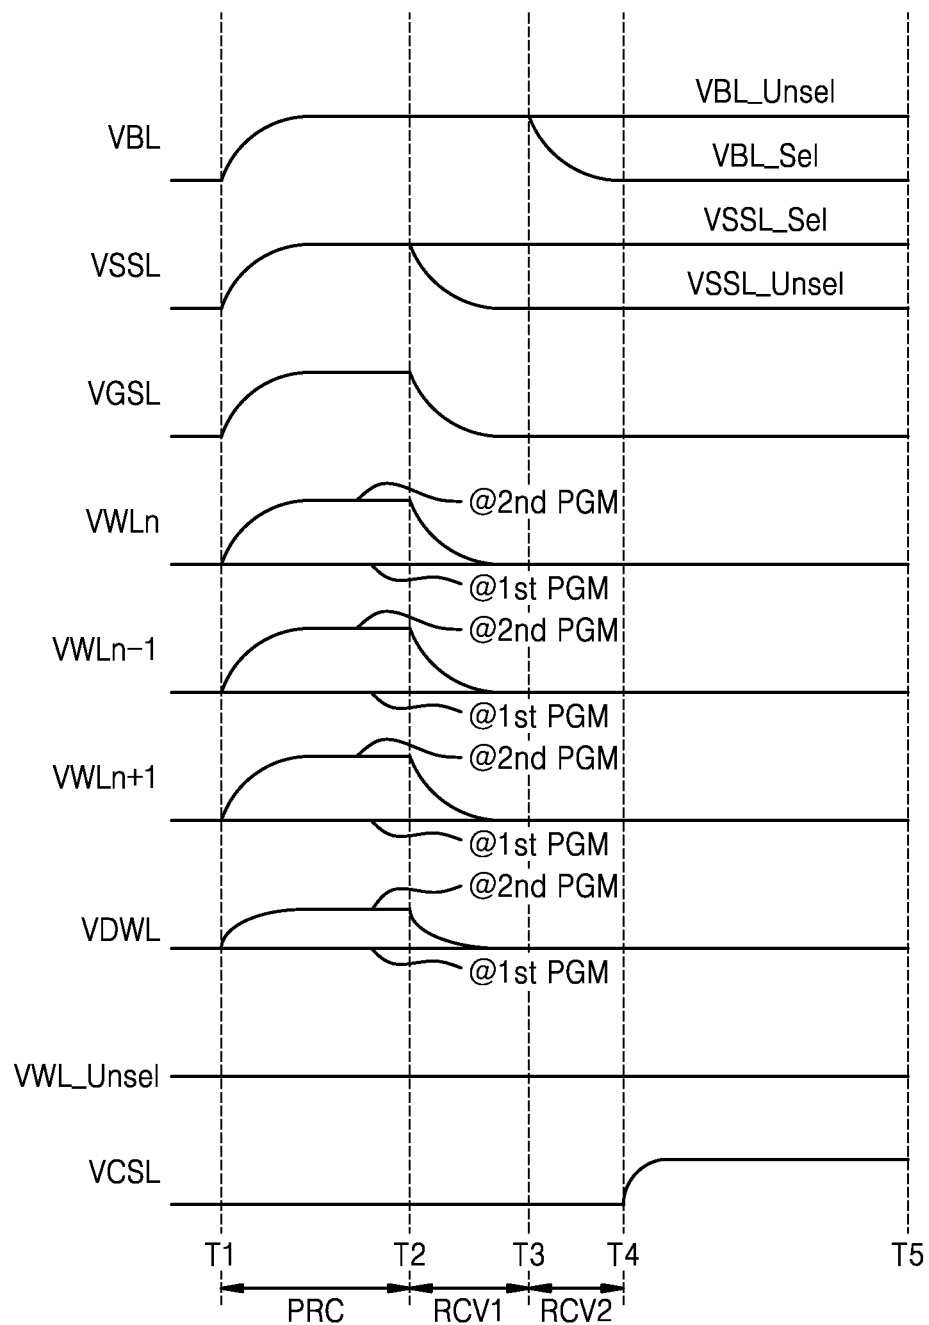 VBL_Unsel
VBL
VBL_Sel
VSSL_Sel
VSSL
VSSL_Unsel
VGSL
@2nd PGM
VWLn
@1st PGM
@2nd PGM
VWLn-1
@1st PGM
@2nd PGM
VWLn+1
@1st PGM
@2nd PGM
VDWL
@1st PGM
VWL_Unsel
VCSL
T1 T2 T3 T4 T5
PRC RCV1 RCV2